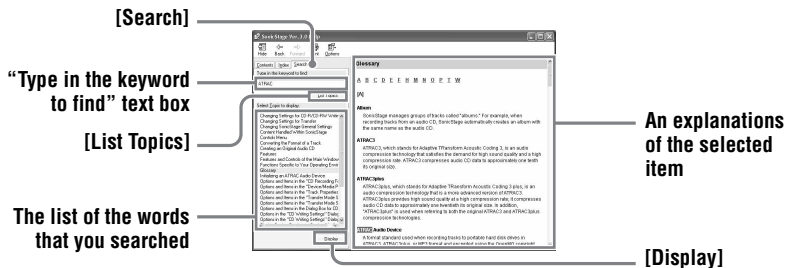 [Search]
"Type in the keyword
to find" text box
[List Topics]
The list of the words
that you searched
SonicStage Ver. 3.0 Help
Hide Back Forward Print Options
Contents Index Search
Type in the keyword to find:
ATRAC
List Topics
Select Topic to display:
Changing Settings for CD-R/CD-RW Writing
Changing Settings for Transfer
Changing SonicStage General Settings
Content Handled Within SonicStage
Controls Menu
Converting the Format of a Track
Creating an Original Audio CD
Features
Features and Controls of the Main Window
Functions Specific to Your Operating Envir
Glossary
Initializing an ATRAC Audio Device
Options and Items in the "CD Recording F
Options and Items in the "Device/Media P
Options and Items in the "Track Properties
Options and Items in the "Transfer Mode S
Options and Items in the "Transfer Mode S
Options and Items in the Dialog Box for CD
Options in the "CD Writing Settings" Dialog
Options in the "CD Writing Settings" Dialog
Display
Glossary
A B C D E F H M N O P T W
[A]
Album
SonicStage manages groups of tracks called "albums." For example, when
recording tracks from an audio CD, SonicStage automatically creates an album with
the same name as the audio CD.
ATRAC3
ATRAC3, which stands for Adaptive TRansform Acoustic Coding 3, is an audio
compression technology that satisfies the demand for high sound quality and a high
compression rate. ATRAC3 compresses audio CD data to approximately one tenth
its original size.
ATRAC3plus
ATRAC3plus, which stands for Adaptive TRansform Acoustic Coding 3 plus, is an
audio compression technology that is a more advanced version of ATRAC3.
ATRAC3plus provides high sound quality at a high compression rate; it compresses
audio CD data to approximately one twentieth its original size. In addition,
"ATRAC3plus" is used when referring to both the original ATRAC3 and ATRAC3plus
compression technologies.
ATRAC Audio Device
A format standard used when recording tracks to portable hard disk drives in
ATRAC3, ATRAC3plus, or MP3 format and encrypted using the OpenMG copyright
An explanations
of the selected
item
[Display]